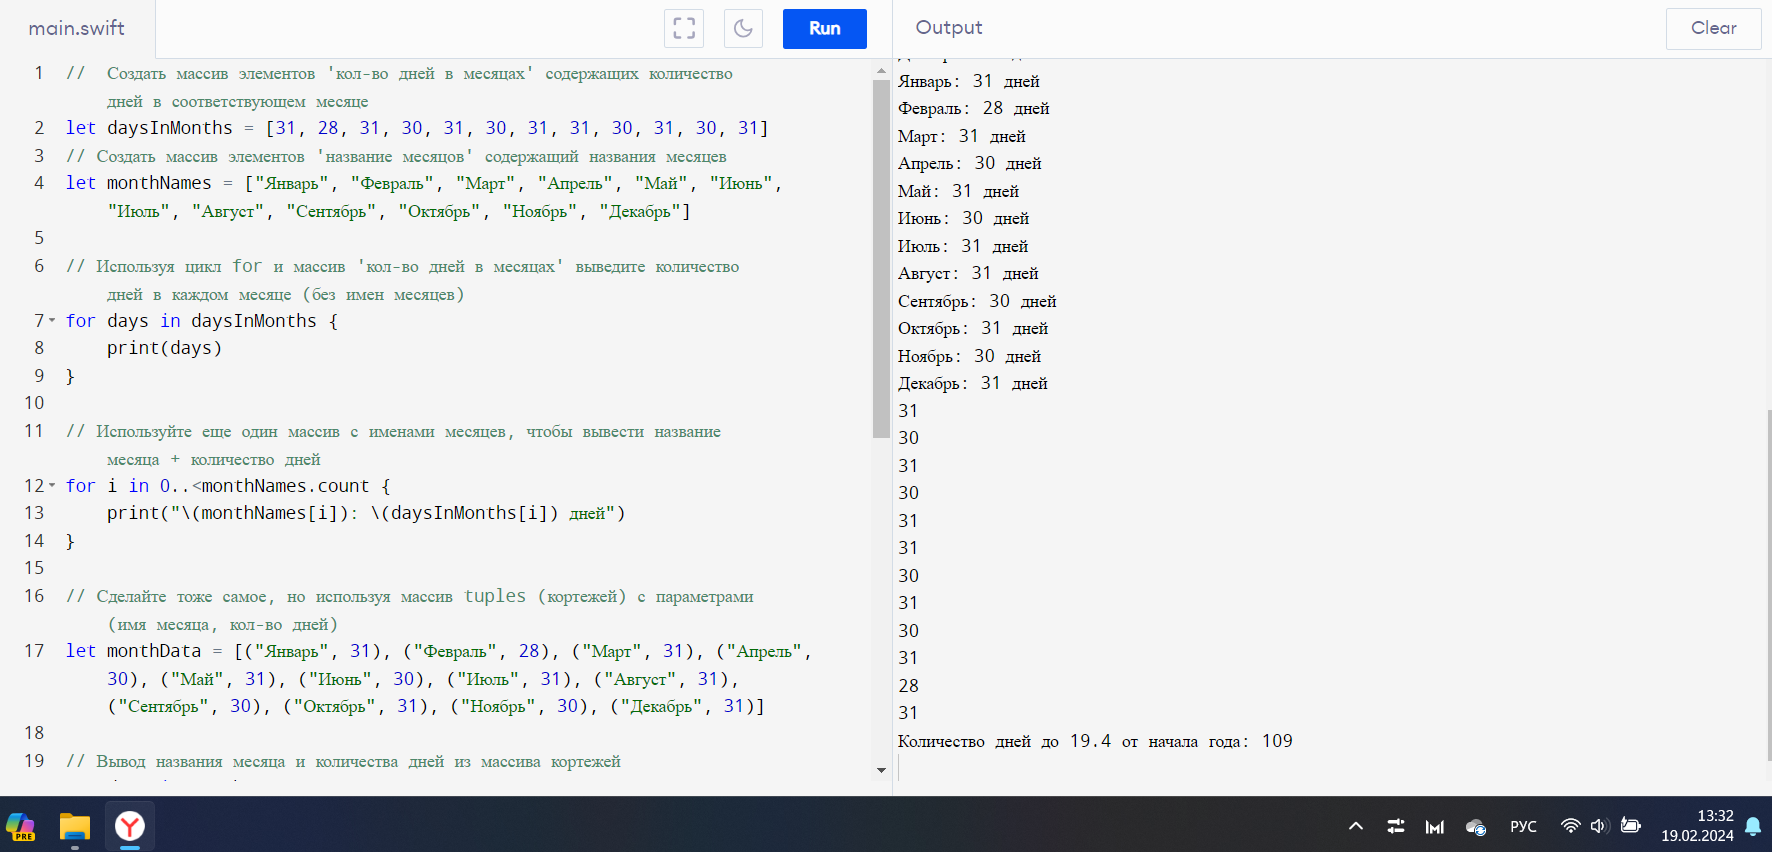 main.swift
Run
Output
Clear
1 //  Создать массив элементов 'кол-во дней в месяцах' содержащих количество
дней в соответствующем месяце
2 let daysInMonths = [31, 28, 31, 30, 31, 30, 31, 31, 30, 31, 30, 31]
3 // Создать массив элементов 'название месяцов' содержащий названия месяцев
4 let monthNames = ["Январь", "Февраль", "Март", "Апрель", "Май", "Июнь",
"Июль", "Август", "Сентябрь", "Октябрь", "Ноябрь", "Декабрь"]
5
6 // Используя цикл for и массив 'кол-во дней в месяцах' выведите количество
дней в каждом месяце (без имен месяцев)
7 for days in daysInMonths {
8 print(days)
9 }
10
11 // Используйте еще один массив с именами месяцев, чтобы вывести название
месяца + количество дней
12 for i in 0..<monthNames.count {
13 print("\(monthNames[i]): \(daysInMonths[i]) дней")
14 }
15
16 // Сделайте тоже самое, но используя массив tuples (кортежей) с параметрами
(имя месяца, кол-во дней)
17 let monthData = [("Январь", 31), ("Февраль", 28), ("Март", 31), ("Апрель",
30), ("Май", 31), ("Июнь", 30), ("Июль", 31), ("Август", 31),
("Сентябрь", 30), ("Октябрь", 31), ("Ноябрь", 30), ("Декабрь", 31)]
18
19 // Вывод названия месяца и количества дней из массива кортежей
Январь: 31 дней
Февраль: 28 дней
Март: 31 дней
Апрель: 30 дней
Май: 31 дней
Июнь: 30 дней
Июль: 31 дней
Август: 31 дней
Сентябрь: 30 дней
Октябрь: 31 дней
Ноябрь: 30 дней
Декабрь: 31 дней
31
30
31
30
31
31
30
31
30
31
28
31
Количество дней до 19.4 от начала года: 109
PRE
РУС
13:32
19.02.2024